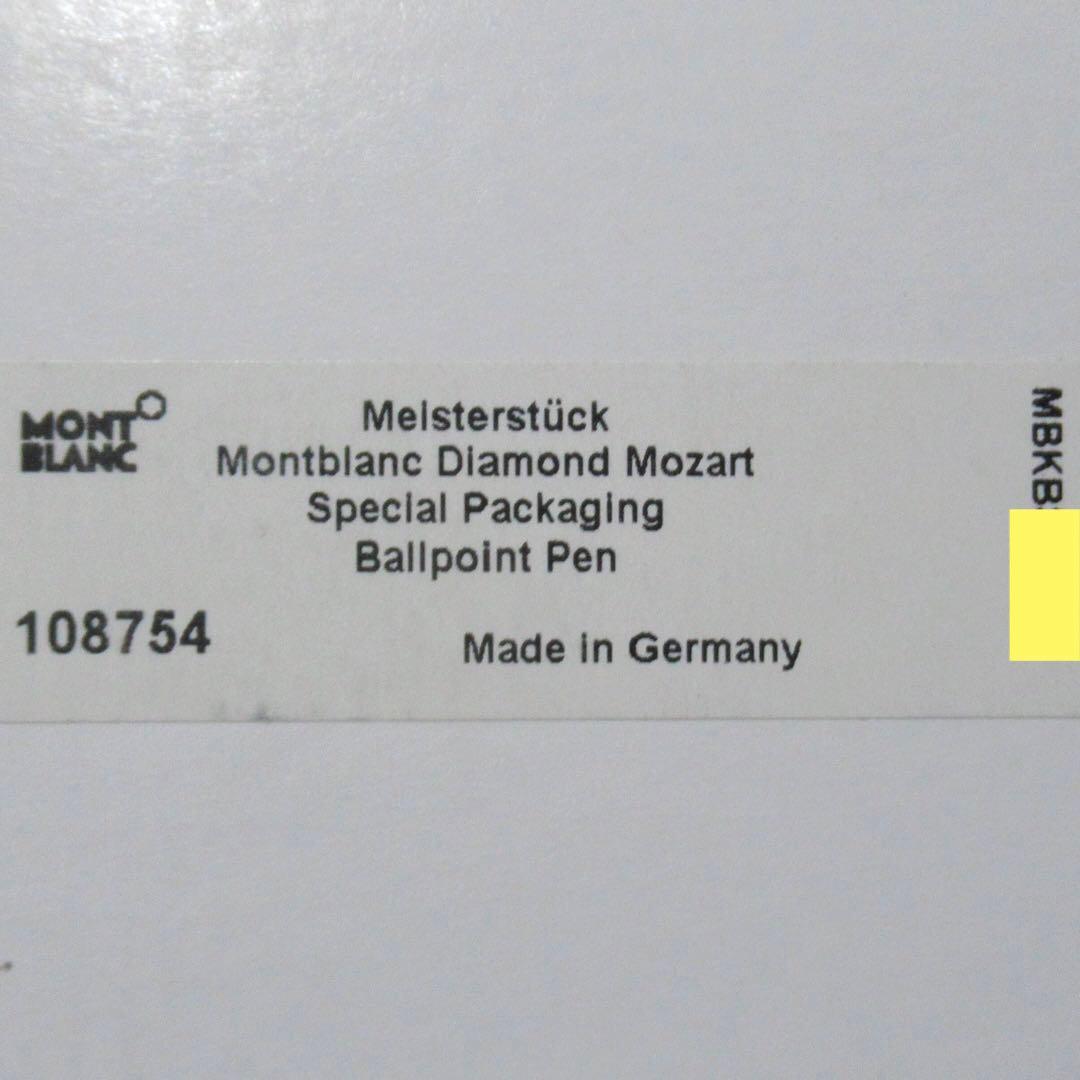 MONT
BLANC
Meisterstück
Montblanc Diamond Mozart
Special Packaging
Ballpoint Pen
108754
Made in Germany
MBKB